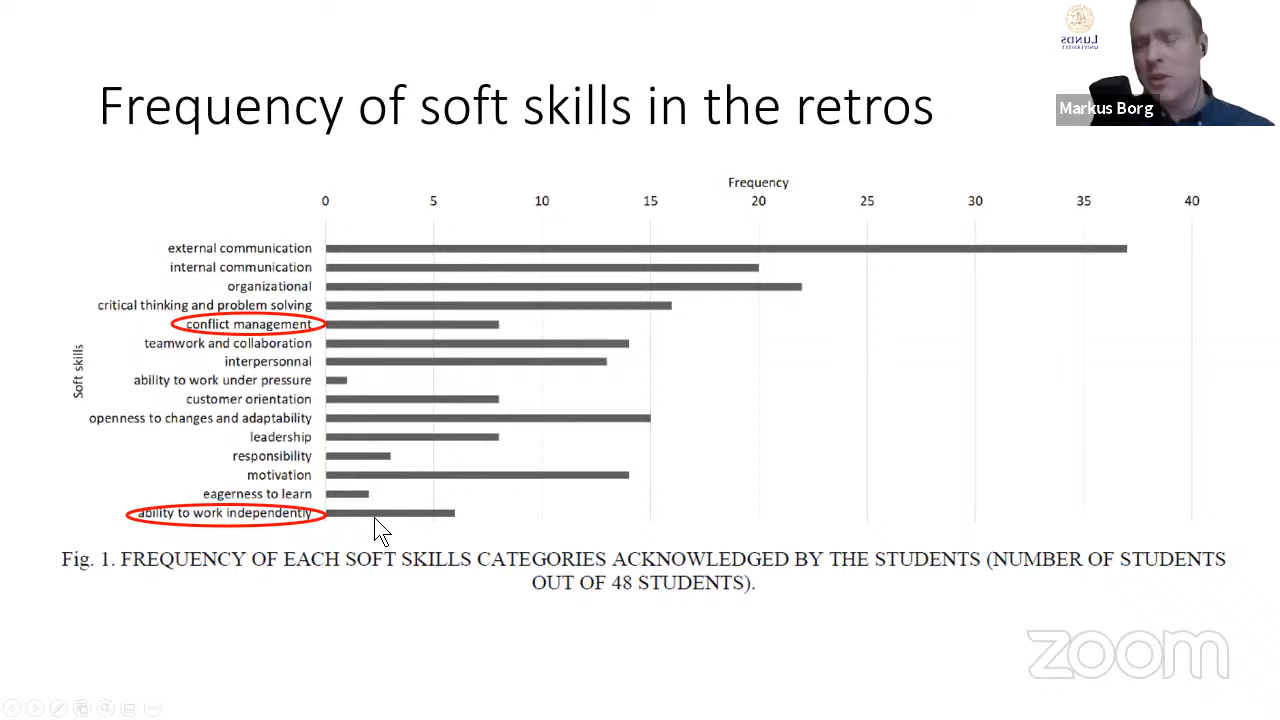 LUNDS
UNIVERSITET
Markus Borg
Frequency of soft skills in the retros
Frequency
0 5 10 15 20 25 30 35 40
Soft skills
external communication
internal communication
organizational
critical thinking and problem solving
conflict management
teamwork and collaboration
interpersonnal
ability to work under pressure
customer orientation
openness to changes and adaptability
leadership
responsibility
motivation
eagerness to learn
ability to work independently
Fig. 1. FREQUENCY OF EACH SOFT SKILLS CATEGORIES ACKNOWLEDGED BY THE STUDENTS (NUMBER OF STUDENTS
OUT OF 48 STUDENTS).
zoom